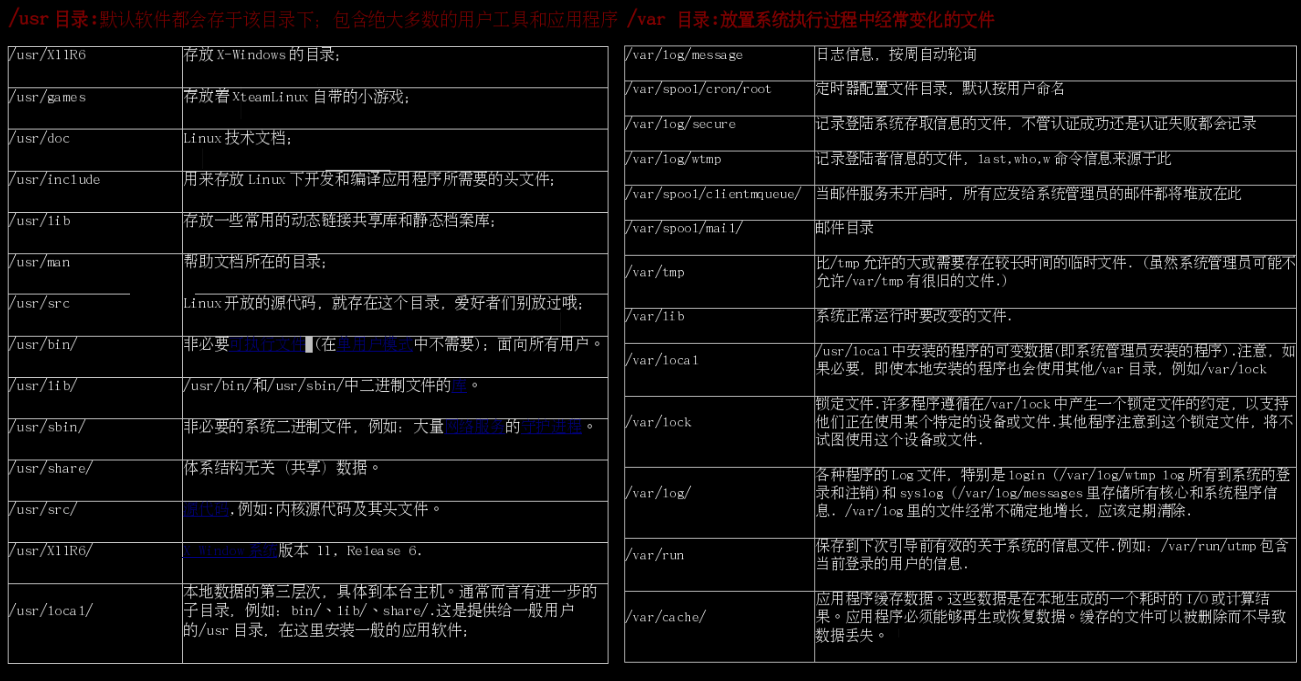 /usr 目录:默认软件都会存于该目录下; 包含绝大多数的用户工具和应用程序
/usr/X11R6 存放 X-Windows 的目录;
/usr/games 存放着 XteamLinux 自带的小游戏;
/usr/doc Linux 技术文档;
/usr/include 用来存放 Linux 下开发和编译应用程序所需要的头文件;
/usr/lib 存放一些常用的动态链接共享库和静态档案库;
/usr/man 帮助文档所在的目录;
/usr/src Linux 开放的源代码, 就存在这个目录, 爱好者们别放过哦;
/usr/bin/ 非必要可执行文件 (在单用户模式中不需要); 面向所有用户。
/usr/lib/ /usr/bin/和/usr/sbin/中二进制文件的库。
/usr/sbin/ 非必要的系统二进制文件, 例如: 大量网络服务的守护进程。
/usr/share/ 体系结构无关 (共享) 数据。
/usr/src/ 源代码,例如:内核源代码及其头文件。
/usr/X11R6/ X Window 系统版本 11, Release 6.
/usr/local/ 本地数据的第三层次, 具体到本台主机。通常而言有进一步的
子目录, 例如: bin/、lib/、share/.这是提供给一般用户
的/usr 目录, 在这里安装一般的应用软件;
/var 目录:放置系统执行过程中经常变化的文件
/var/log/message 日志信息, 按周自动轮询
/var/spool/cron/root 定时器配置文件目录, 默认按用户命名
/var/log/secure 记录登陆系统存取信息的文件, 不管认证成功还是认证失败都会记录
/var/log/wtmp 记录登陆者信息的文件, last,who,w 命令信息来源于此
/var/spool/clientmqueue/ 当邮件服务未开启时, 所有应发给系统管理员的邮件都将堆放在此
/var/spool/mail/ 邮件目录
/var/tmp 比/tmp 允许的大或需要存在较长时间的临时文件. (虽然系统管理员可能不
允许/var/tmp 有很旧的文件.)
/var/lib 系统正常运行时要改变的文件.
/var/local /usr/local 中安装的程序的可变数据(即系统管理员安装的程序).注意, 如
果必要, 即使本地安装的程序也会使用其他/var 目录, 例如/var/lock
/var/lock 锁定文件.许多程序遵循在/var/lock 中产生一个锁定文件的约定, 以支持
他们正在使用某个特定的设备或文件.其他程序注意到这个锁定文件, 将不
试图使用这个设备或文件.
/var/log/ 各种程序的 Log 文件, 特别是 login (/var/log/wtmp log 所有到系统的登
录和注销) 和 syslog (/var/log/messages 里存储所有核心和系统程序信
息. /var/log 里的文件经常不确定地增长, 应该定期清除.
/var/run 保存到下次引导前有效的关于系统的信息文件.例如: /var/run/utmp 包含
当前登录的用户的信息.
/var/cache/ 应用程序缓存数据。这些数据是在本地生成的一个耗时的 I/O 或计算结
果。应用程序必须能够再生或恢复数据。缓存的文件可以被删除而不导致
数据丢失。